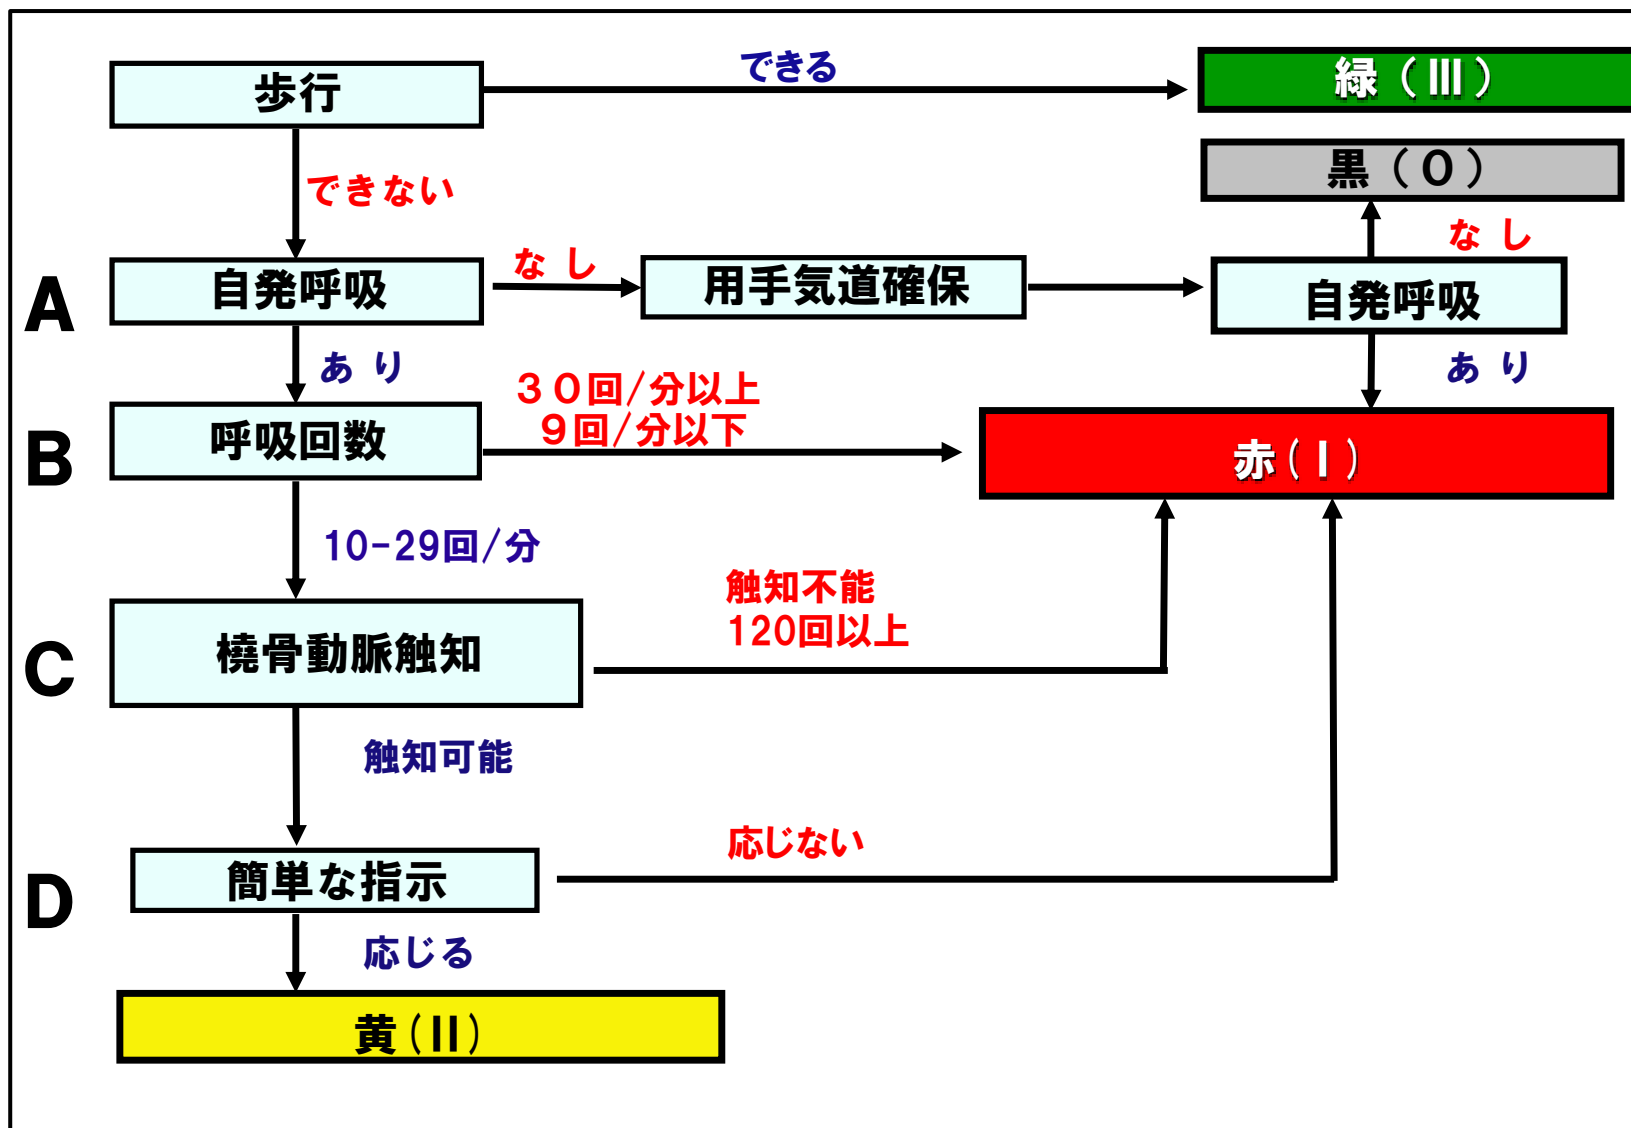 歩行
できる
緑（Ⅲ）
黒（０）
できない
なし
A
自発呼吸
なし
用手気道確保
自発呼吸
あり
あり
３０回/分以上
９回/分以下
B
呼吸回数
赤(Ⅰ)
10-29回/分
触知不能
120回以上
C
橈骨動脈触知
触知可能
応じない
D
簡単な指示
応じる
黄(Ⅱ)